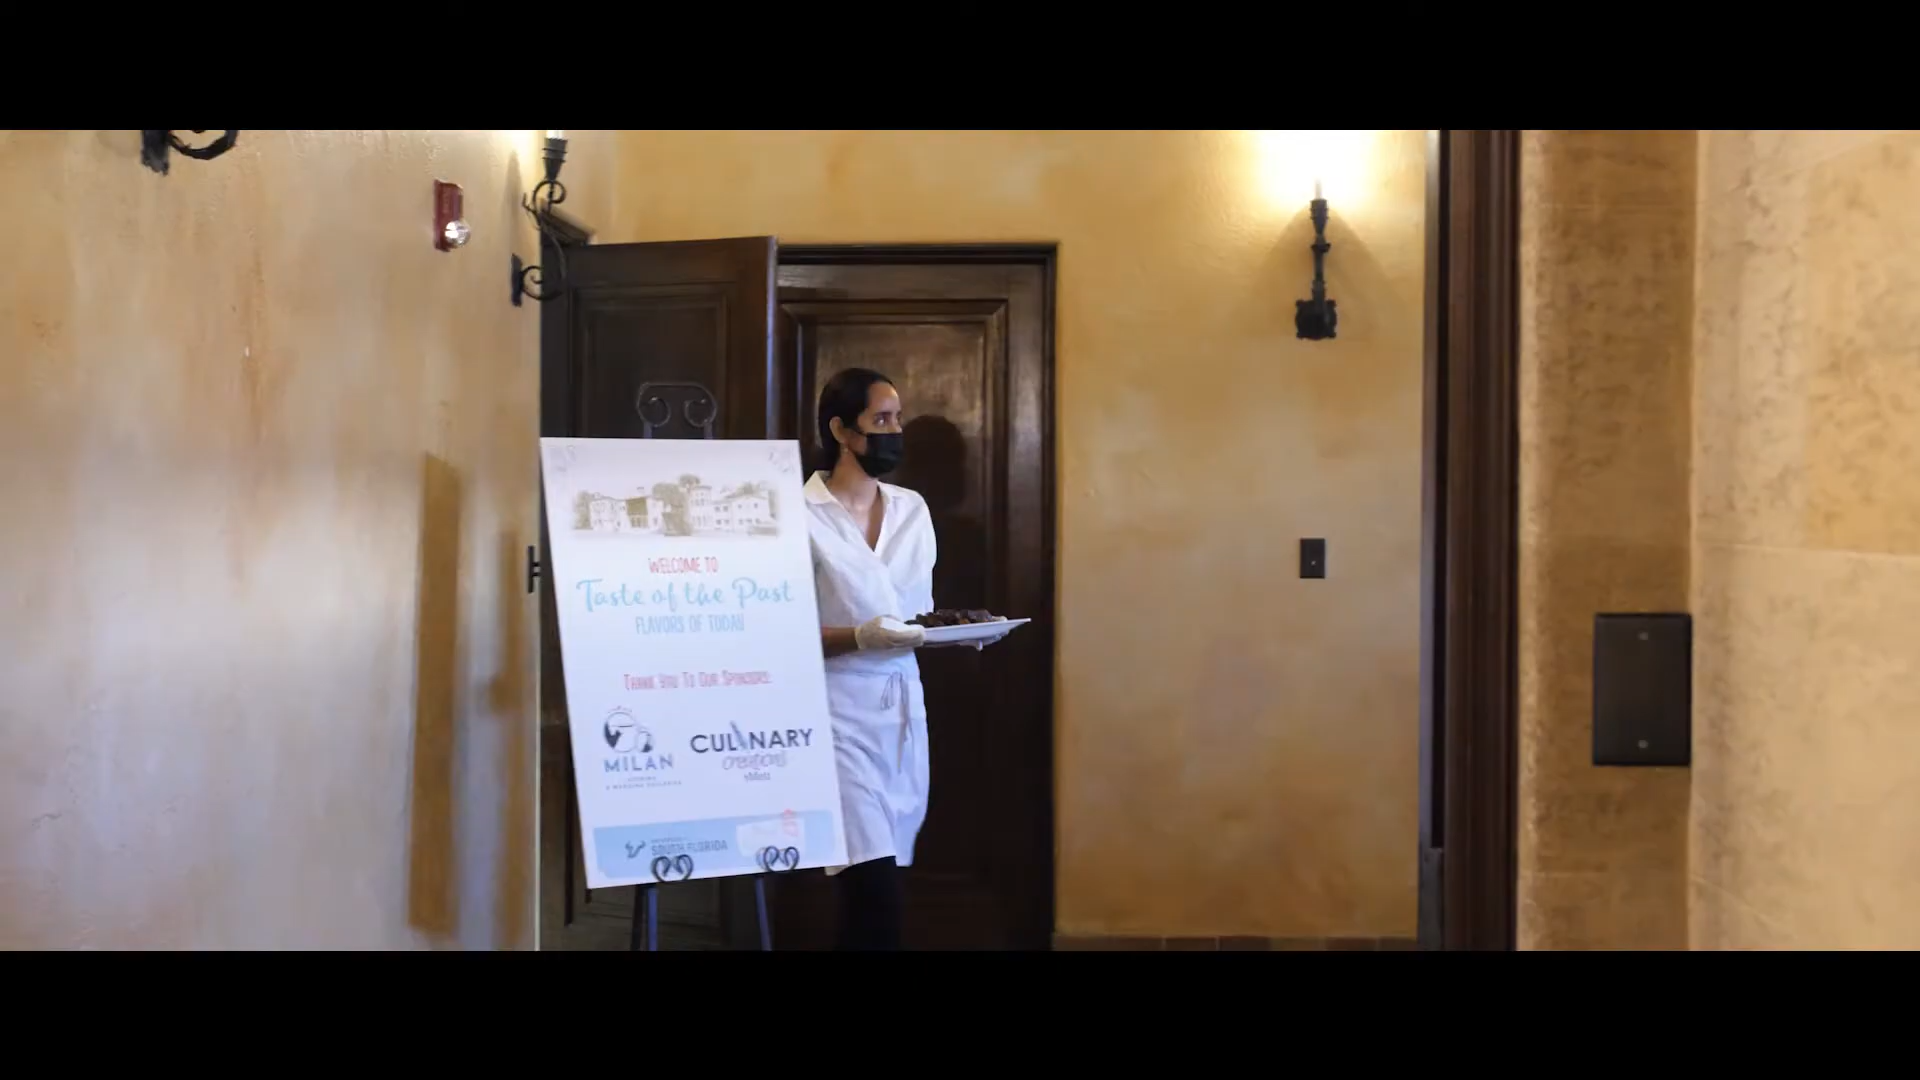 WELCOME TO
Taste of the Past
FLAVORS OF TODAY
THANK YOU TO OUR SPONSORS:
MILAN
CULINARY
creations
SOUTH FLORIDA